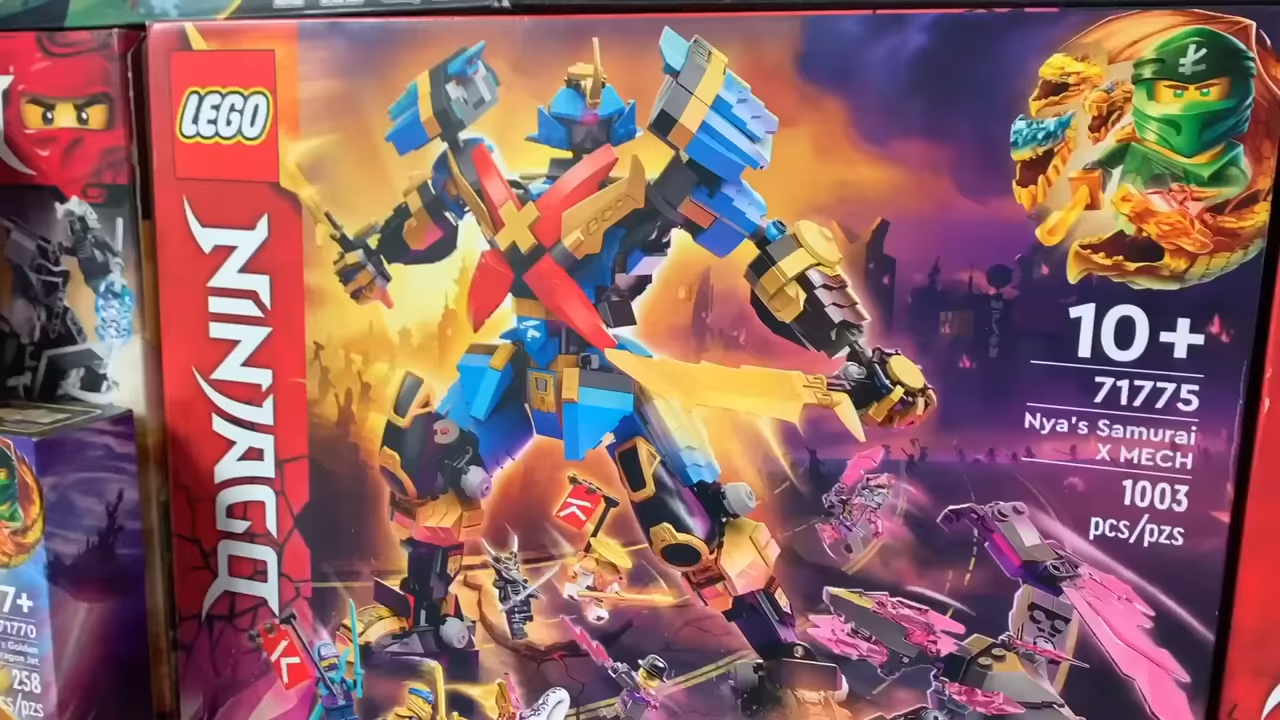 LEGO
NINJAGO
10+
71775
Nya's Samurai
X MECH
1003
pcs/pzs
7+
71770
258